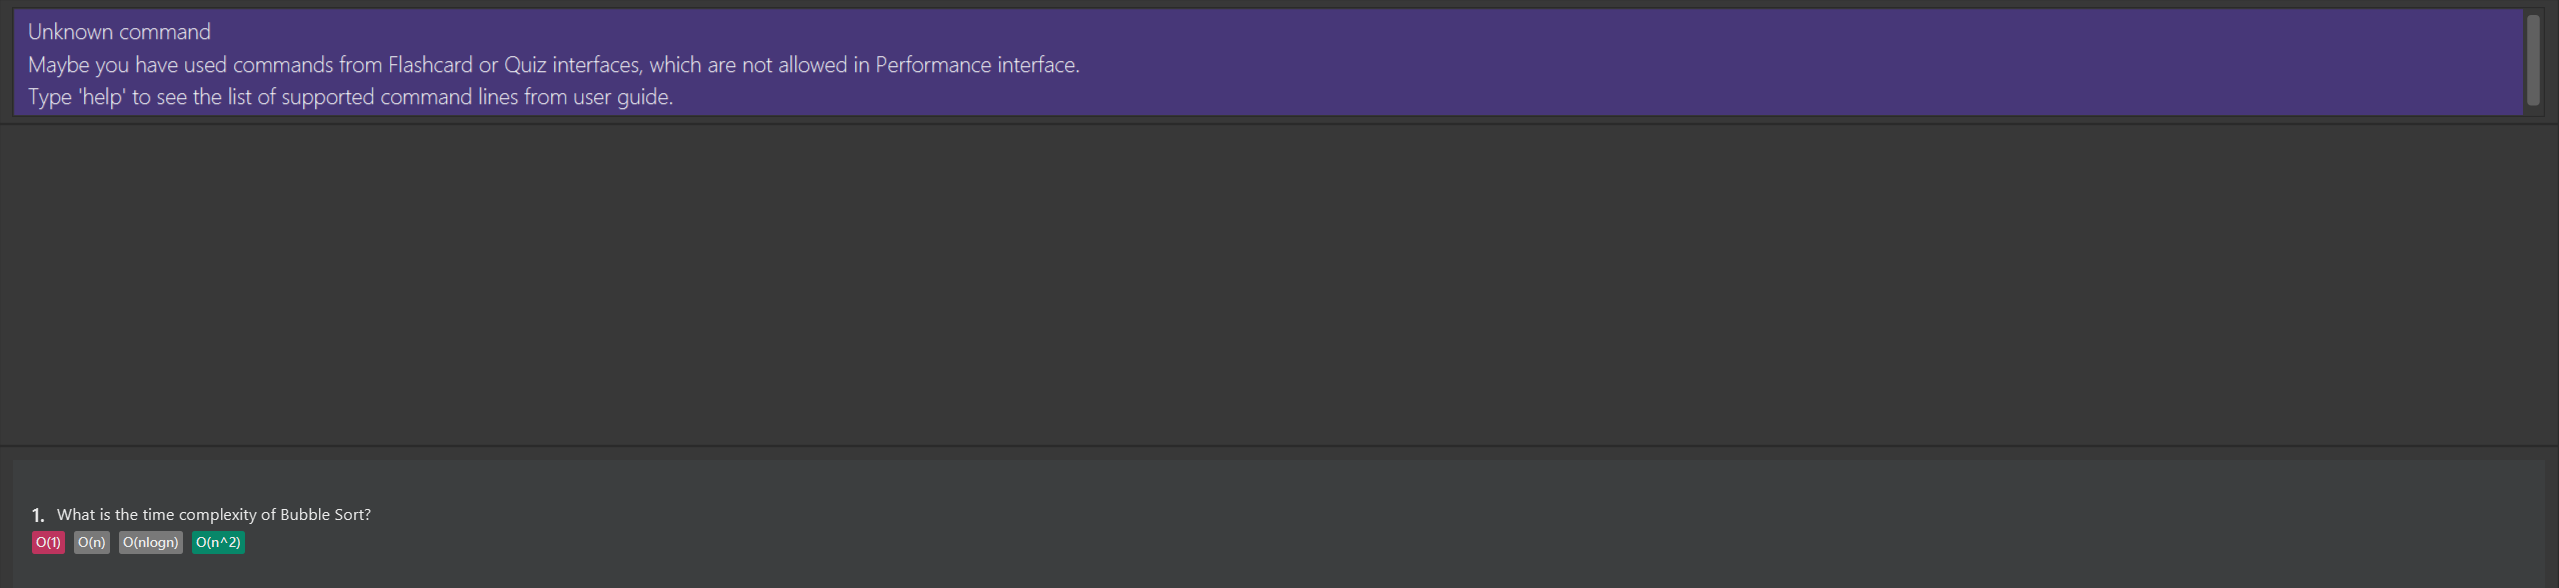 Unknown command
Maybe you have used commands from Flashcard or Quiz interfaces, which are not allowed in Performance interface.
Type 'help' to see the list of supported command lines from user guide.
1. What is the time complexity of Bubble Sort?
O(1) O(n) O(nlogn) O(n^2)